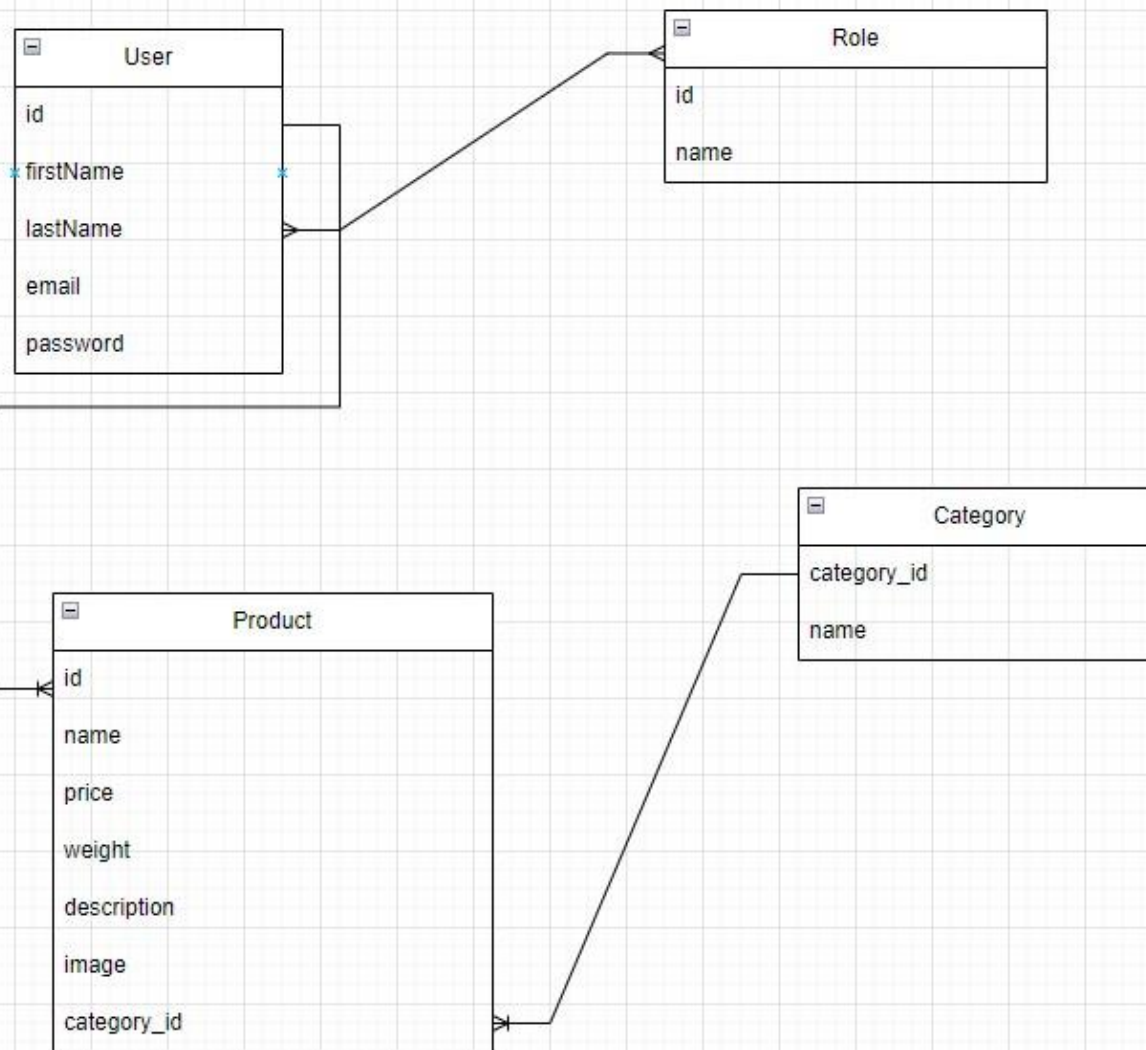 User
id
firstName
lastName
email
password
Role
id
name
Category
category_id
name
Product
id
name
price
weight
description
image
category_id